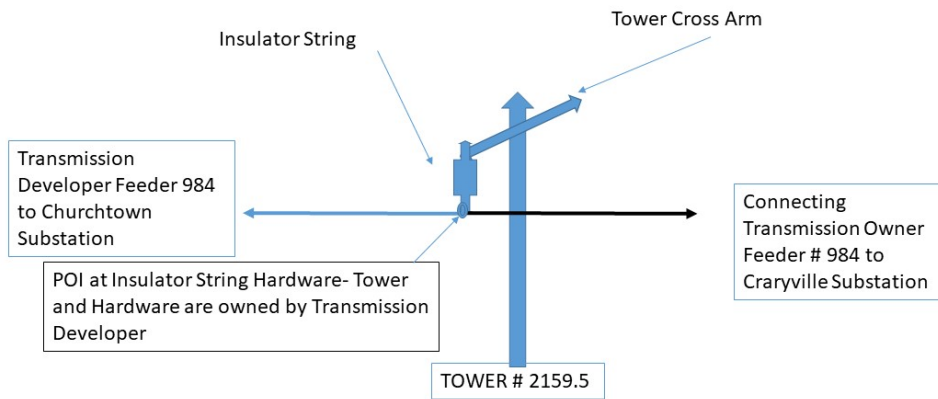 Tower Cross Arm
Insulator String
Transmission
Developer Feeder 984
to Churchtown
Substation
Connecting
Transmission Owner
Feeder # 984 to
Craryville Substation
POI at Insulator String Hardware- Tower
and Hardware are owned by Transmission
Developer
TOWER # 2159.5